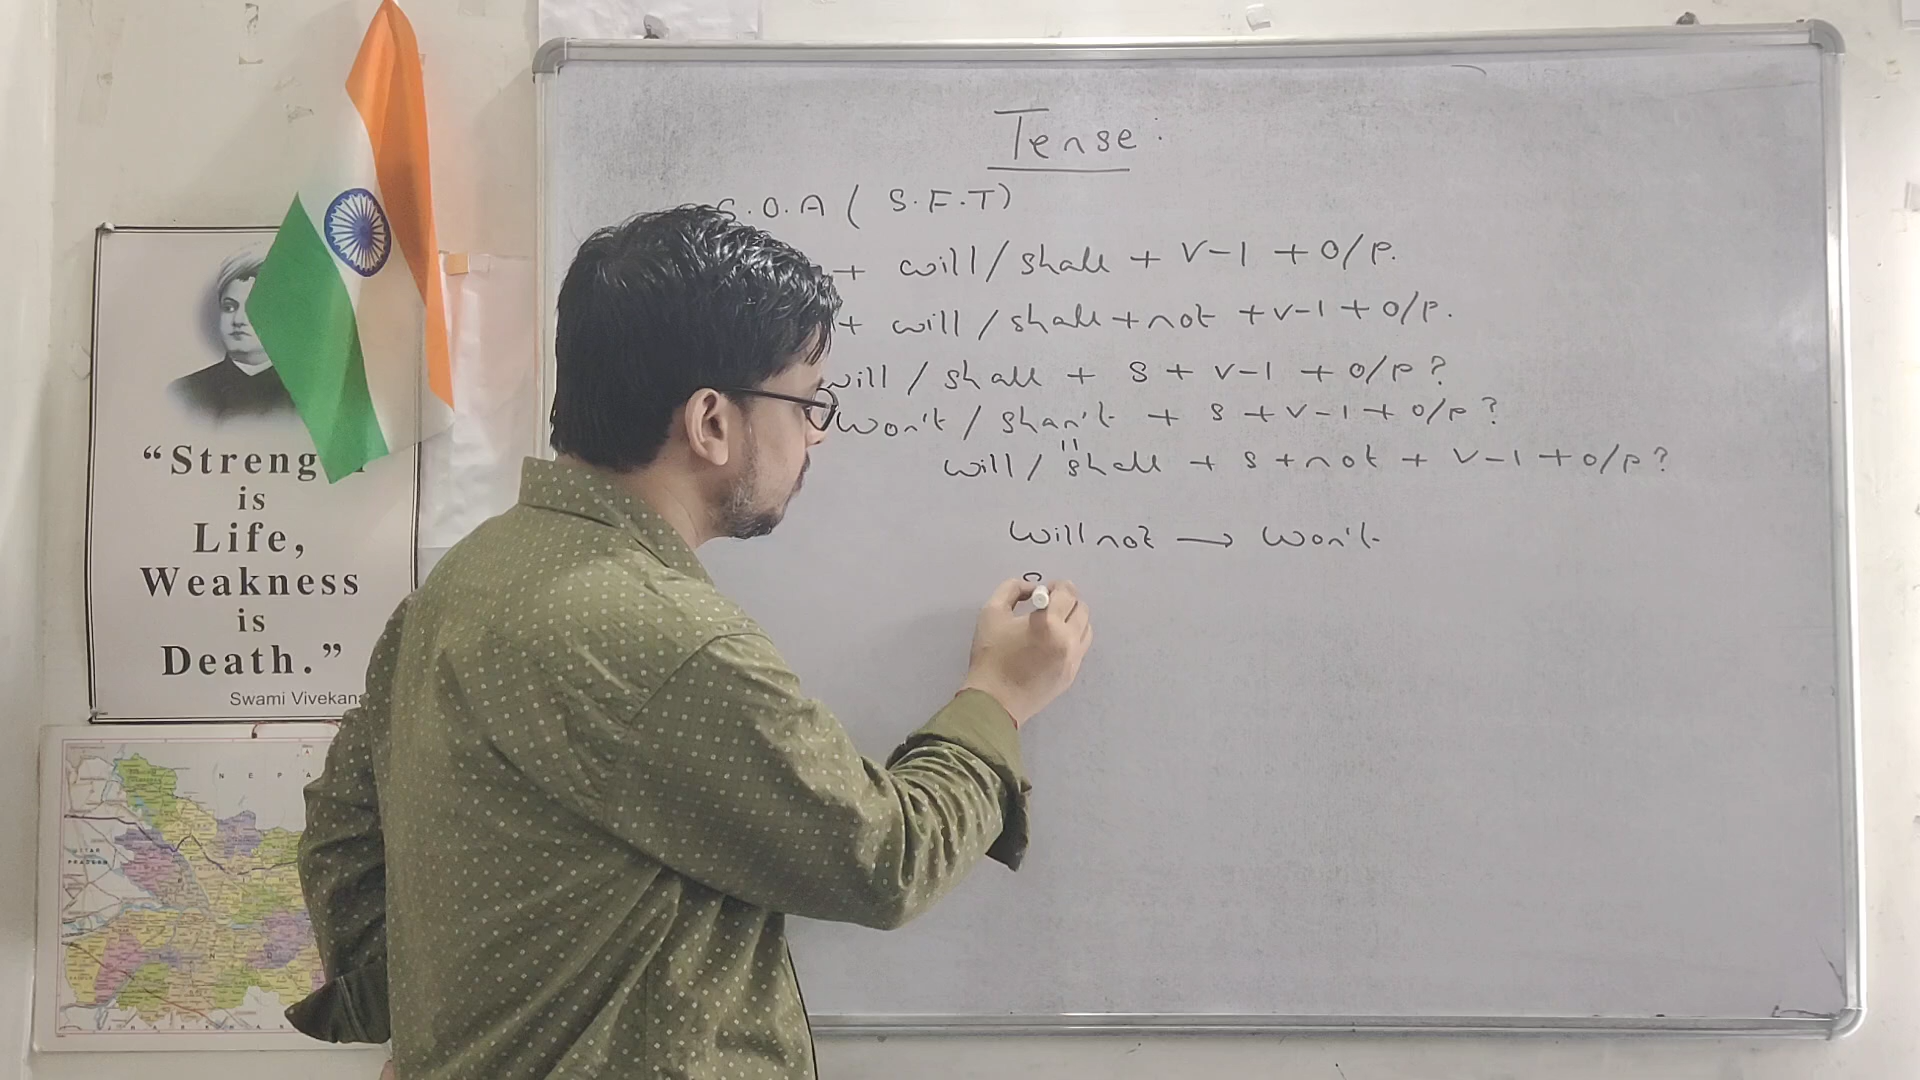 Tense:
S.O.A ( S.F.T)
+ will/shall + V-1 + O/P.
+ will/shall+not +V-1+O/P.
will/shall + S+V-1 + O/P?
won't/shan't + S+V-1+O/P?
"
will/shall + S+not + V-1+O/P?
will not → won't
S
“Streng
is
Life,
Weakness
is
Death.”
Swami Vivekan
N E P A